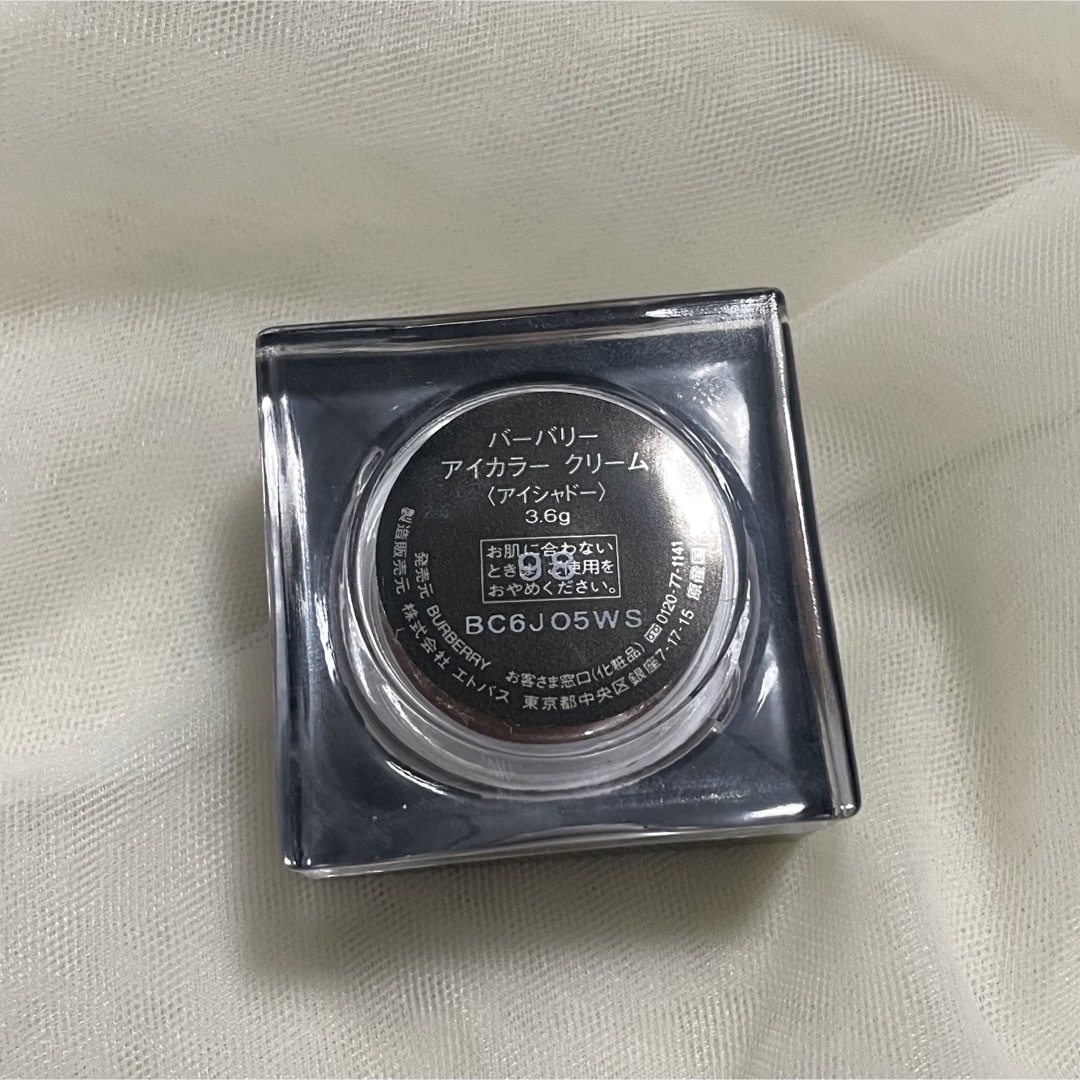 バーバリー
アイカラー クリーム
〈アイシャドー〉
3.6g
お肌に合わない
ときは ご使用を
おやめください。
98
BC6J05WS
発売元 BURBERRY お客さま窓口(化粧品) 0120-77-1141
製造販売元 株式会社 エトバス 東京都中央区銀座7-17-15 原産国